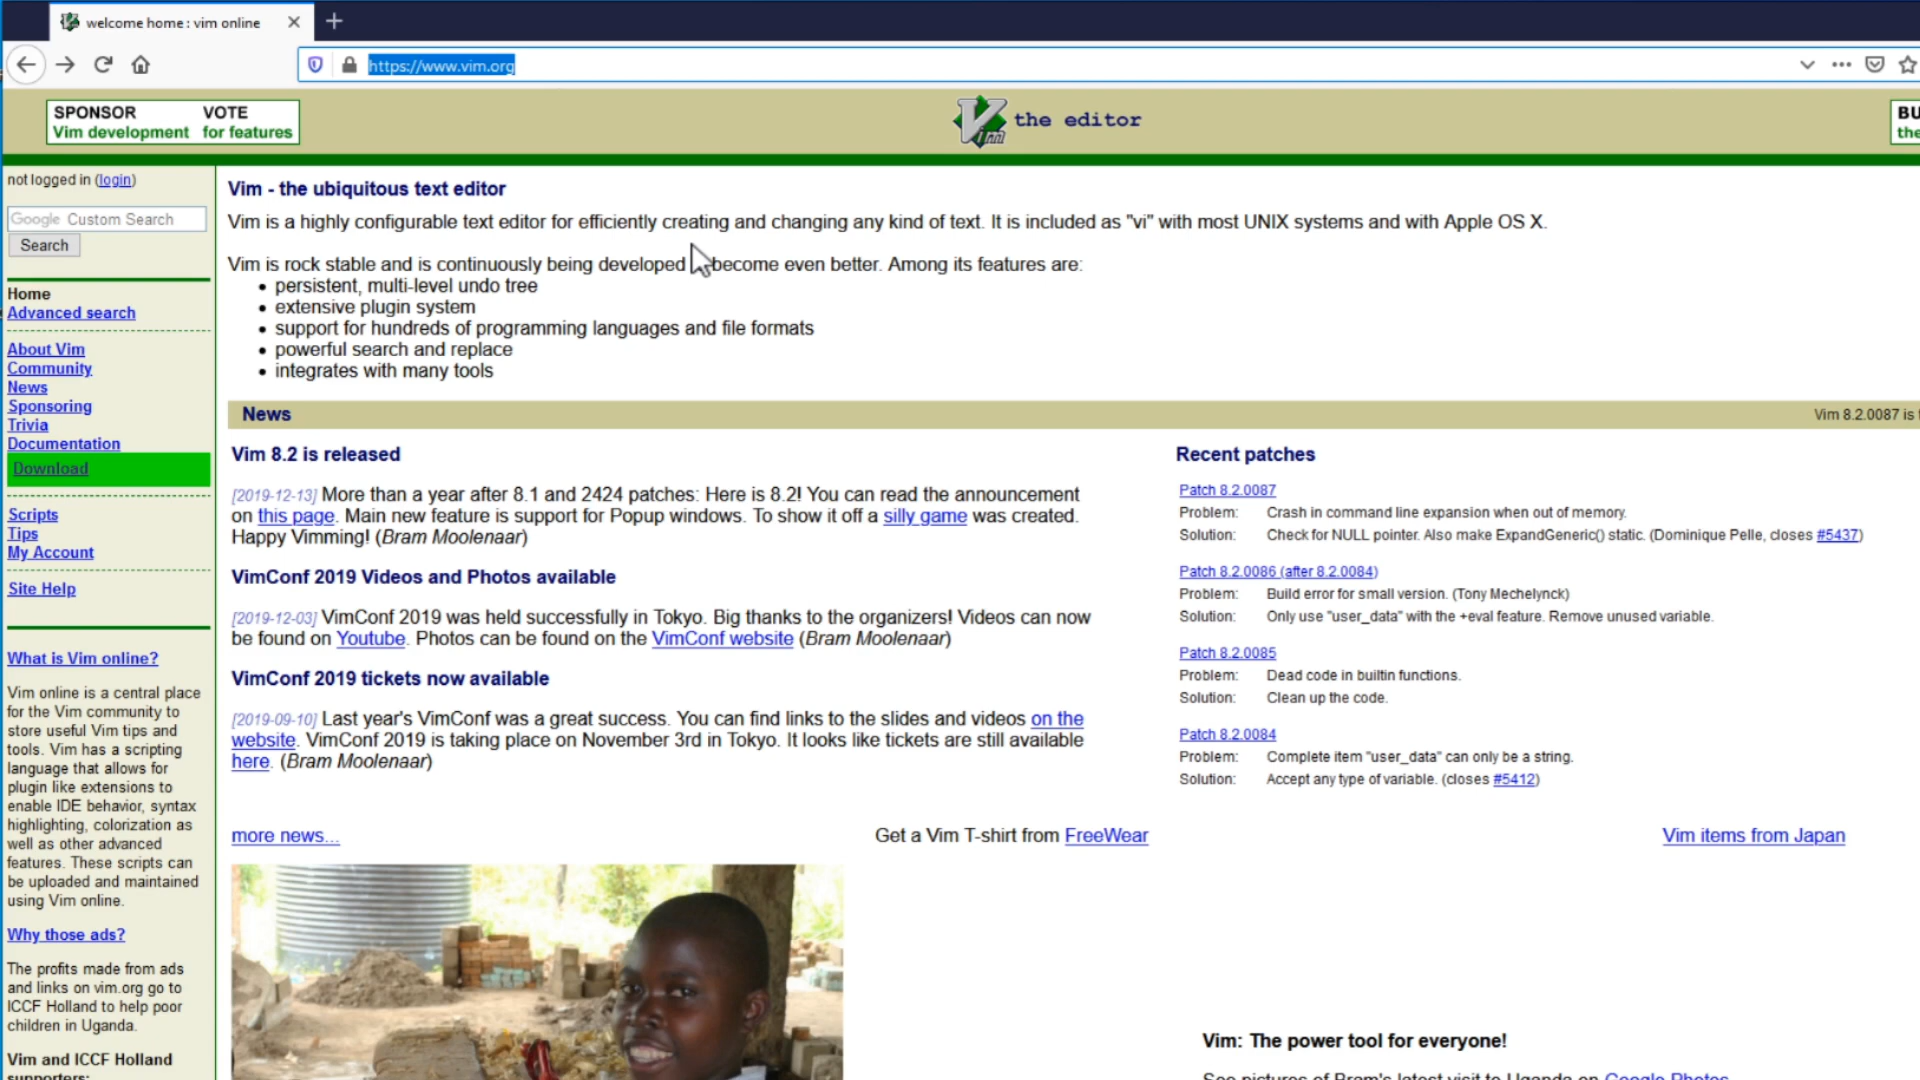 welcome home : vim online
https://www.vim.org
SPONSOR VOTE
Vim development for features
Vim the editor
BU
the
not logged in (login)
Google Custom Search
Search
Home
Advanced search
About Vim
Community
News
Sponsoring
Trivia
Documentation
Download
Scripts
Tips
My Account
Site Help
What is Vim online?
Vim online is a central place
for the Vim community to
store useful Vim tips and
tools. Vim has a scripting
language that allows for
plugin like extensions to
enable IDE behavior, syntax
highlighting, colorization as
well as other advanced
features. These scripts can
be uploaded and maintained
using Vim online.
Why those ads?
The profits made from ads
and links on vim.org go to
ICCF Holland to help poor
children in Uganda.
Vim and ICCF Holland
supporters:
Vim - the ubiquitous text editor
Vim is a highly configurable text editor for efficiently creating and changing any kind of text. It is included as "vi" with most UNIX systems and with Apple OS X.
Vim is rock stable and is continuously being developed become even better. Among its features are:
• persistent, multi-level undo tree
• extensive plugin system
• support for hundreds of programming languages and file formats
• powerful search and replace
• integrates with many tools
News
Vim 8.2.0087 is
Vim 8.2 is released
[2019-12-13] More than a year after 8.1 and 2424 patches: Here is 8.2! You can read the announcement
on this page. Main new feature is support for Popup windows. To show it off a silly game was created.
Happy Vimming! (Bram Moolenaar)
VimConf 2019 Videos and Photos available
[2019-12-03] VimConf 2019 was held successfully in Tokyo. Big thanks to the organizers! Videos can now
be found on Youtube. Photos can be found on the VimConf website (Bram Moolenaar)
VimConf 2019 tickets now available
[2019-09-10] Last year's VimConf was a great success. You can find links to the slides and videos on the
website. VimConf 2019 is taking place on November 3rd in Tokyo. It looks like tickets are still available
here. (Bram Moolenaar)
Recent patches
Patch 8.2.0087
Problem: Crash in command line expansion when out of memory.
Solution: Check for NULL pointer. Also make ExpandGeneric() static. (Dominique Pelle, closes #5437)
Patch 8.2.0086 (after 8.2.0084)
Problem: Build error for small version. (Tony Mechelynck)
Solution: Only use "user_data" with the +eval feature. Remove unused variable.
Patch 8.2.0085
Problem: Dead code in builtin functions.
Solution: Clean up the code.
Patch 8.2.0084
Problem: Complete item "user_data" can only be a string.
Solution: Accept any type of variable. (closes #5412)
more news...
Get a Vim T-shirt from FreeWear
Vim items from Japan
Vim: The power tool for everyone!
See pictures of Bram's latest visit to Uganda on Google Photos